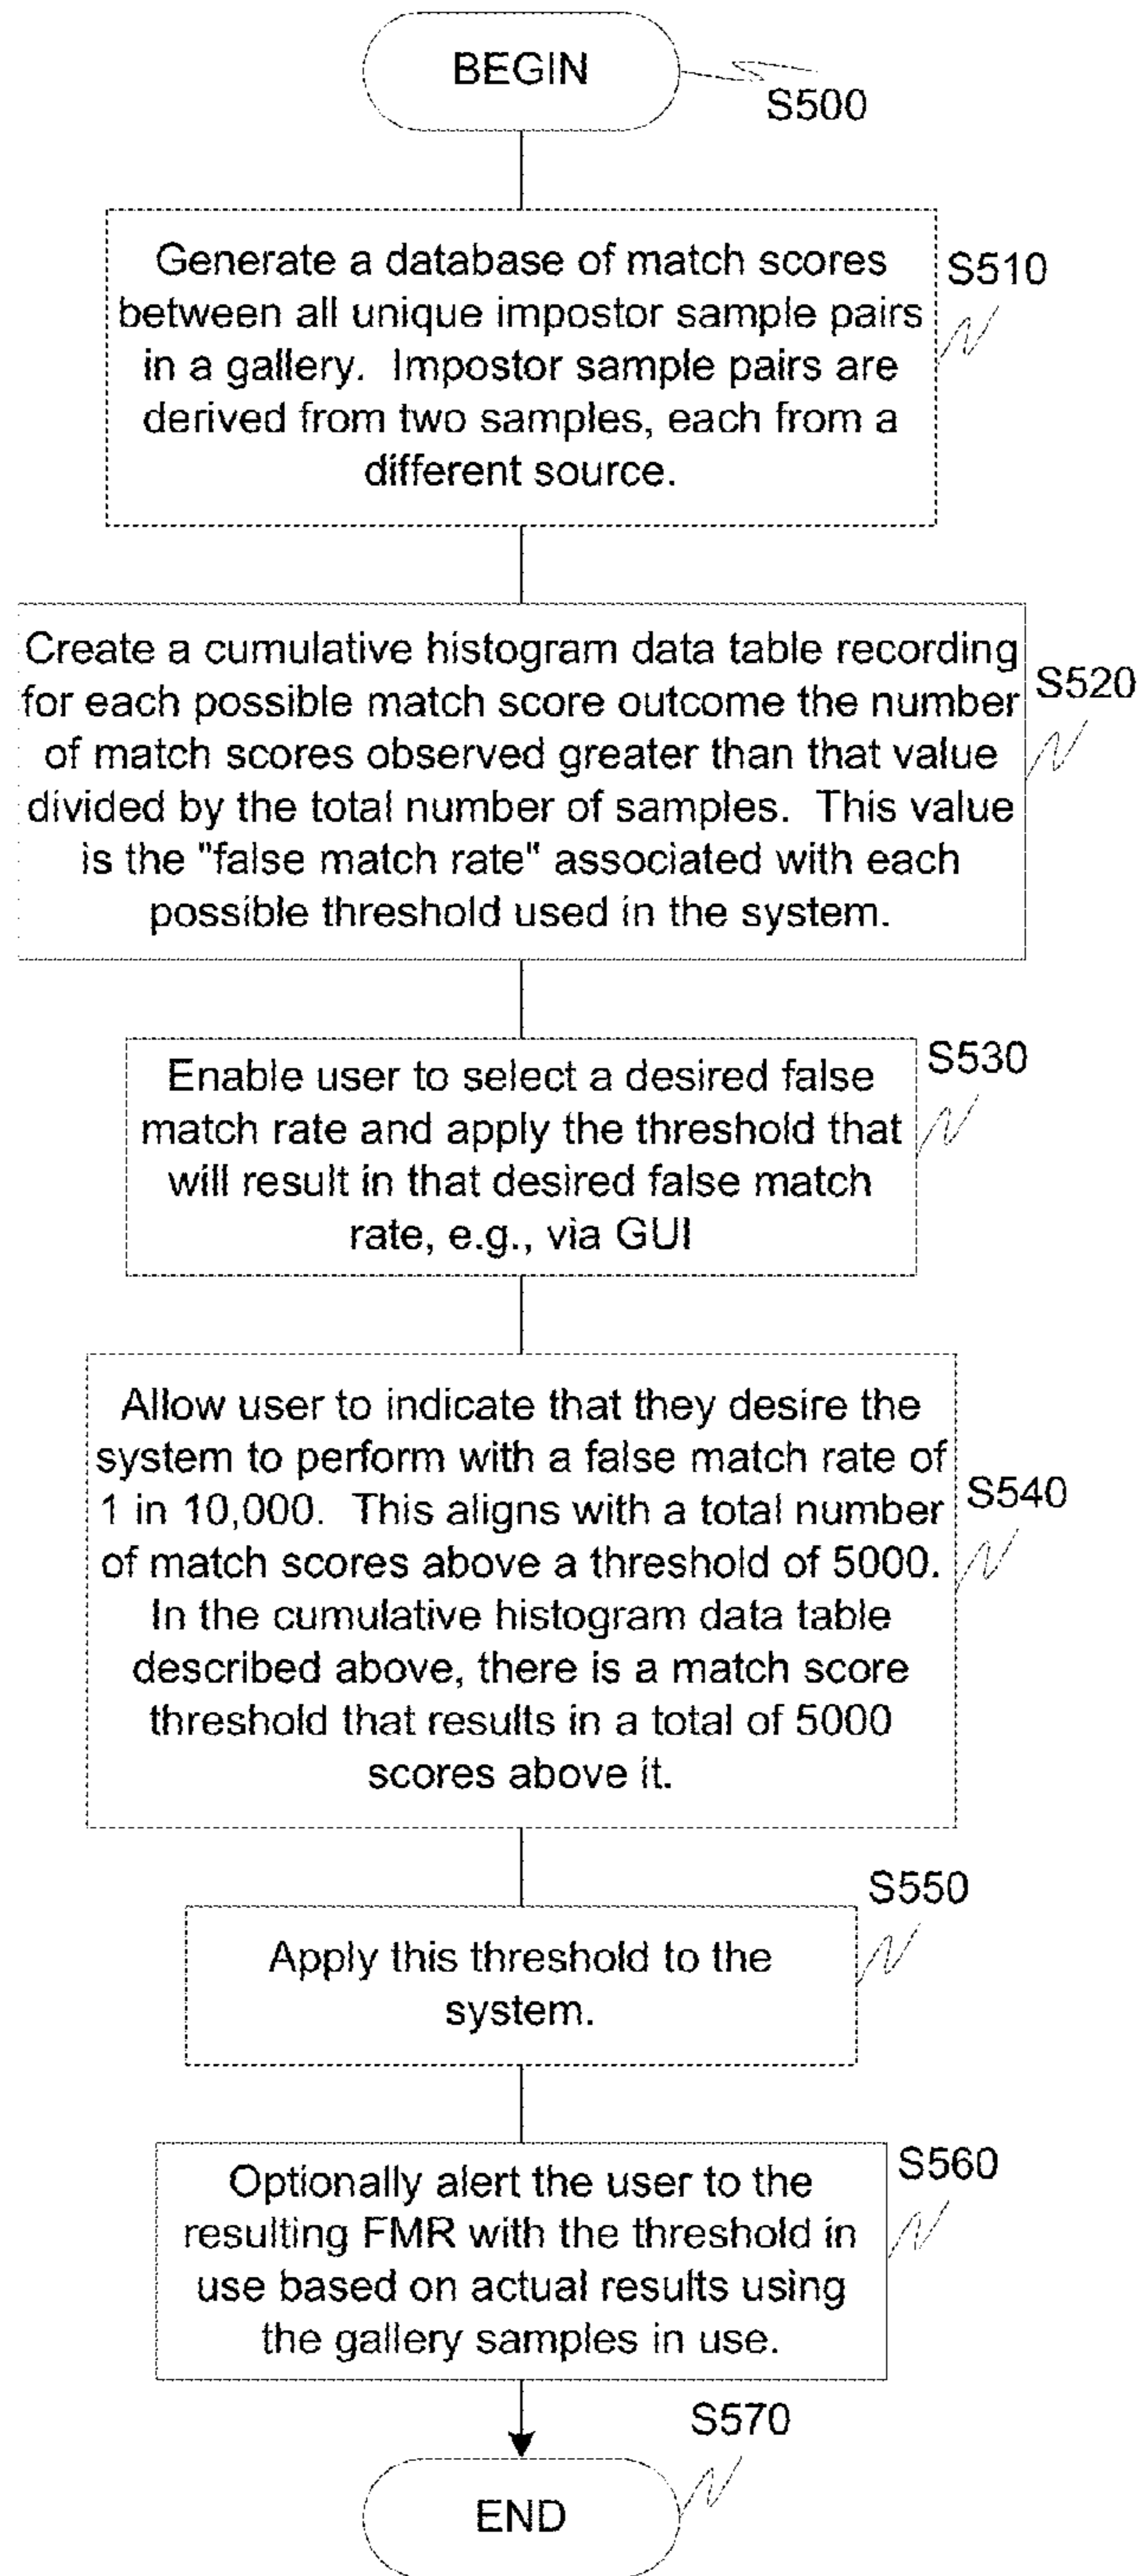 BEGIN
S500
Generate a database of match scores
between all unique impostor sample pairs
in a gallery. Impostor sample pairs are
derived from two samples, each from a
different source.
S510
Create a cumulative histogram data table recording
for each possible match score outcome the number
of match scores observed greater than that value
divided by the total number of samples. This value
is the "false match rate" associated with each
possible threshold used in the system.
S520
Enable user to select a desired false
match rate and apply the threshold that
will result in that desired false match
rate, e.g., via GUI
S530
Allow user to indicate that they desire the
system to perform with a false match rate of
1 in 10,000. This aligns with a total number
of match scores above a threshold of 5000.
In the cumulative histogram data table
described above, there is a match score
threshold that results in a total of 5000
scores above it.
S540
S550
Apply this threshold to the
system.
Optionally alert the user to the
resulting FMR with the threshold in
use based on actual results using
the gallery samples in use.
S560
S570
END